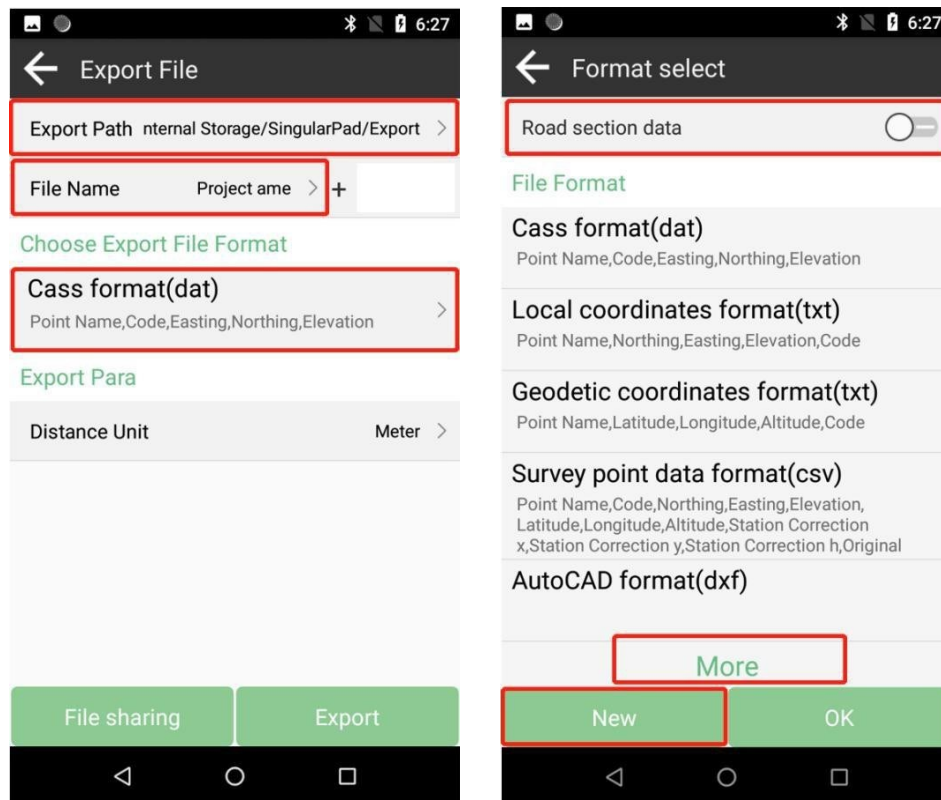 6:27
Export File
Export Path nternal Storage/SingularPad/Export
File Name Project ame +
Choose Export File Format
Cass format(dat)
Point Name,Code,Easting,Northing,Elevation
Export Para
Distance Unit Meter
File sharing Export
6:27
Format select
Road section data
File Format
Cass format(dat)
Point Name,Code,Easting,Northing,Elevation
Local coordinates format(txt)
Point Name,Northing,Easting,Elevation,Code
Geodetic coordinates format(txt)
Point Name,Latitude,Longitude,Altitude,Code
Survey point data format(csv)
Point Name,Code,Northing,Easting,Elevation,
Latitude,Longitude,Altitude,Station Correction
x,Station Correction y,Station Correction h,Original
AutoCAD format(dxf)
More
New OK